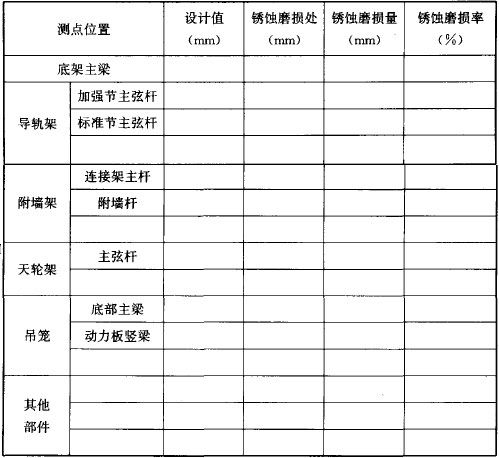 测点位置 设计值 锈蚀磨损处 锈蚀磨损量 锈蚀磨损率
(mm) (mm) (mm) (%)
底架主梁
导轨架 加强节主弦杆
标准节主弦杆
附墙架 连接架主杆
附墙杆
天轮架 主弦杆
吊笼 底部主梁
动力板竖梁
其他
部件